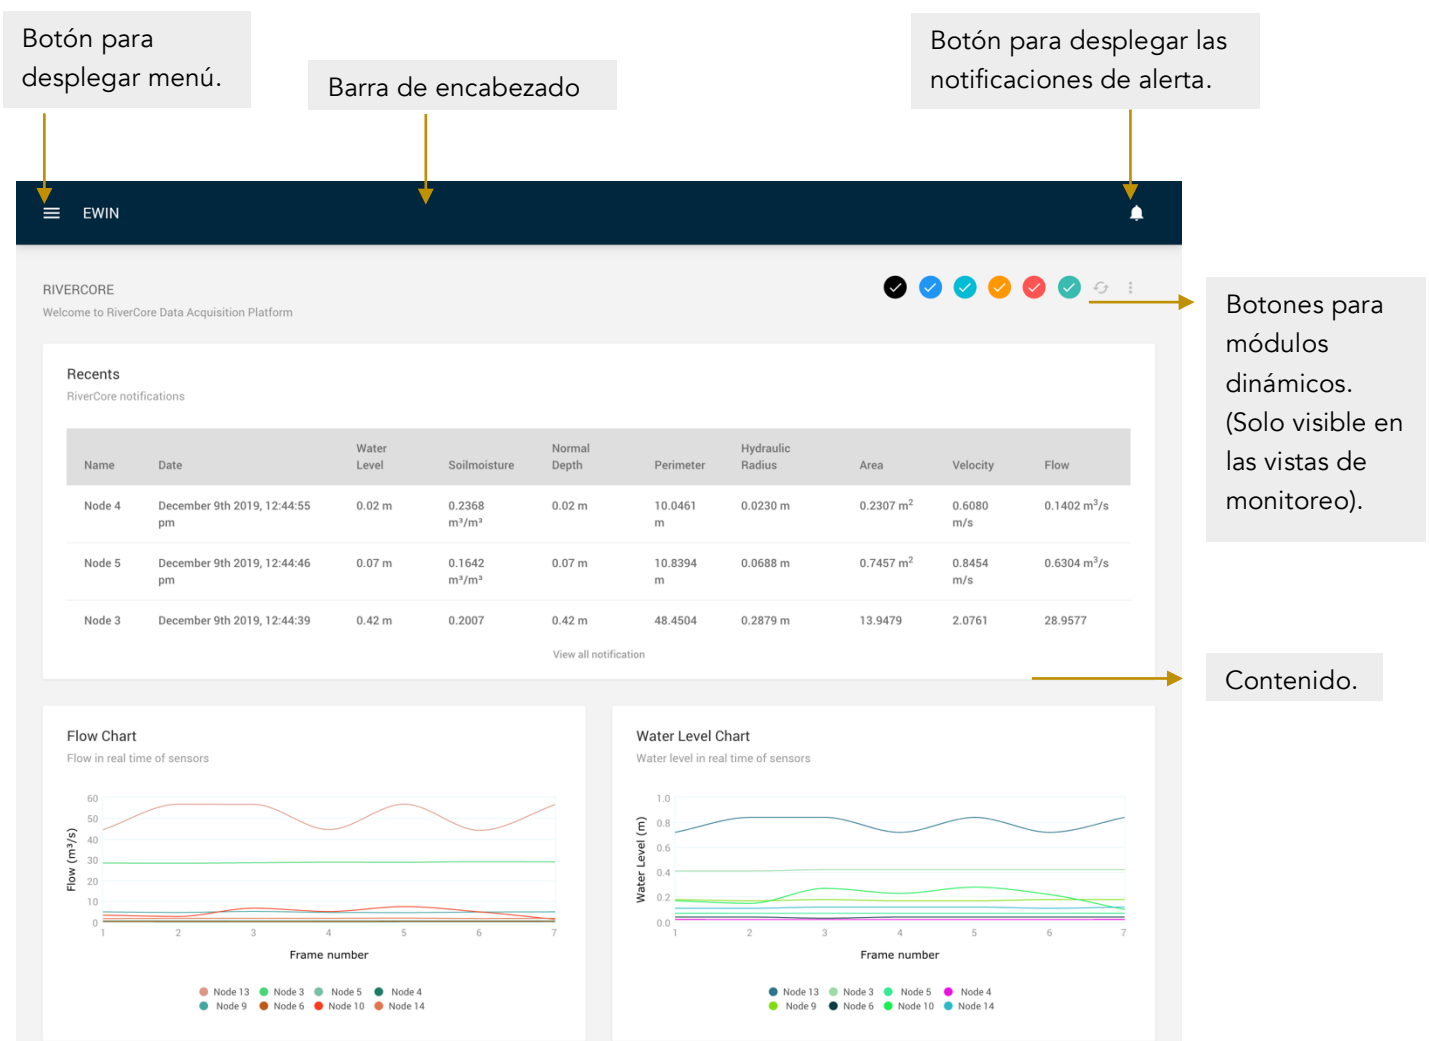 Botón para
desplegar menú.
Barra de encabezado
Botón para desplegar las
notificaciones de alerta.
EWIN
RIVERCORE
Welcome to RiverCore Data Acquisition Platform
Botones para
módulos
dinámicos.
(Solo visible en
las vistas de
monitoreo).
Recents
RiverCore notifications
Name Date Water Level Soilmoisture Normal Depth Perimeter Hydraulic Radius Area Velocity Flow
Node 4 December 9th 2019, 12:44:55 pm 0.02 m 0.2368 m³/m³ 0.02 m 10.0461 m 0.0230 m 0.2307 m² 0.6080 m/s 0.1402 m³/s
Node 5 December 9th 2019, 12:44:46 pm 0.07 m 0.1642 m³/m³ 0.07 m 10.8394 m 0.0688 m 0.7457 m² 0.8454 m/s 0.6304 m³/s
Node 3 December 9th 2019, 12:44:39 0.42 m 0.2007 0.42 m 48.4504 0.2879 m 13.9479 2.0761 28.9577
View all notification
Contenido.
Flow Chart
Flow in real time of sensors
60
50
40
30
20
10
0
Flow (m³/s)
1 2 3 4 5 6 7
Frame number
Node 13 Node 3 Node 5 Node 4
Node 9 Node 6 Node 10 Node 14
Water Level Chart
Water level in real time of sensors
1.0
0.8
0.6
0.4
0.2
0.0
Water Level (m)
1 2 3 4 5 6 7
Frame number
Node 13 Node 3 Node 5 Node 4
Node 9 Node 6 Node 10 Node 14